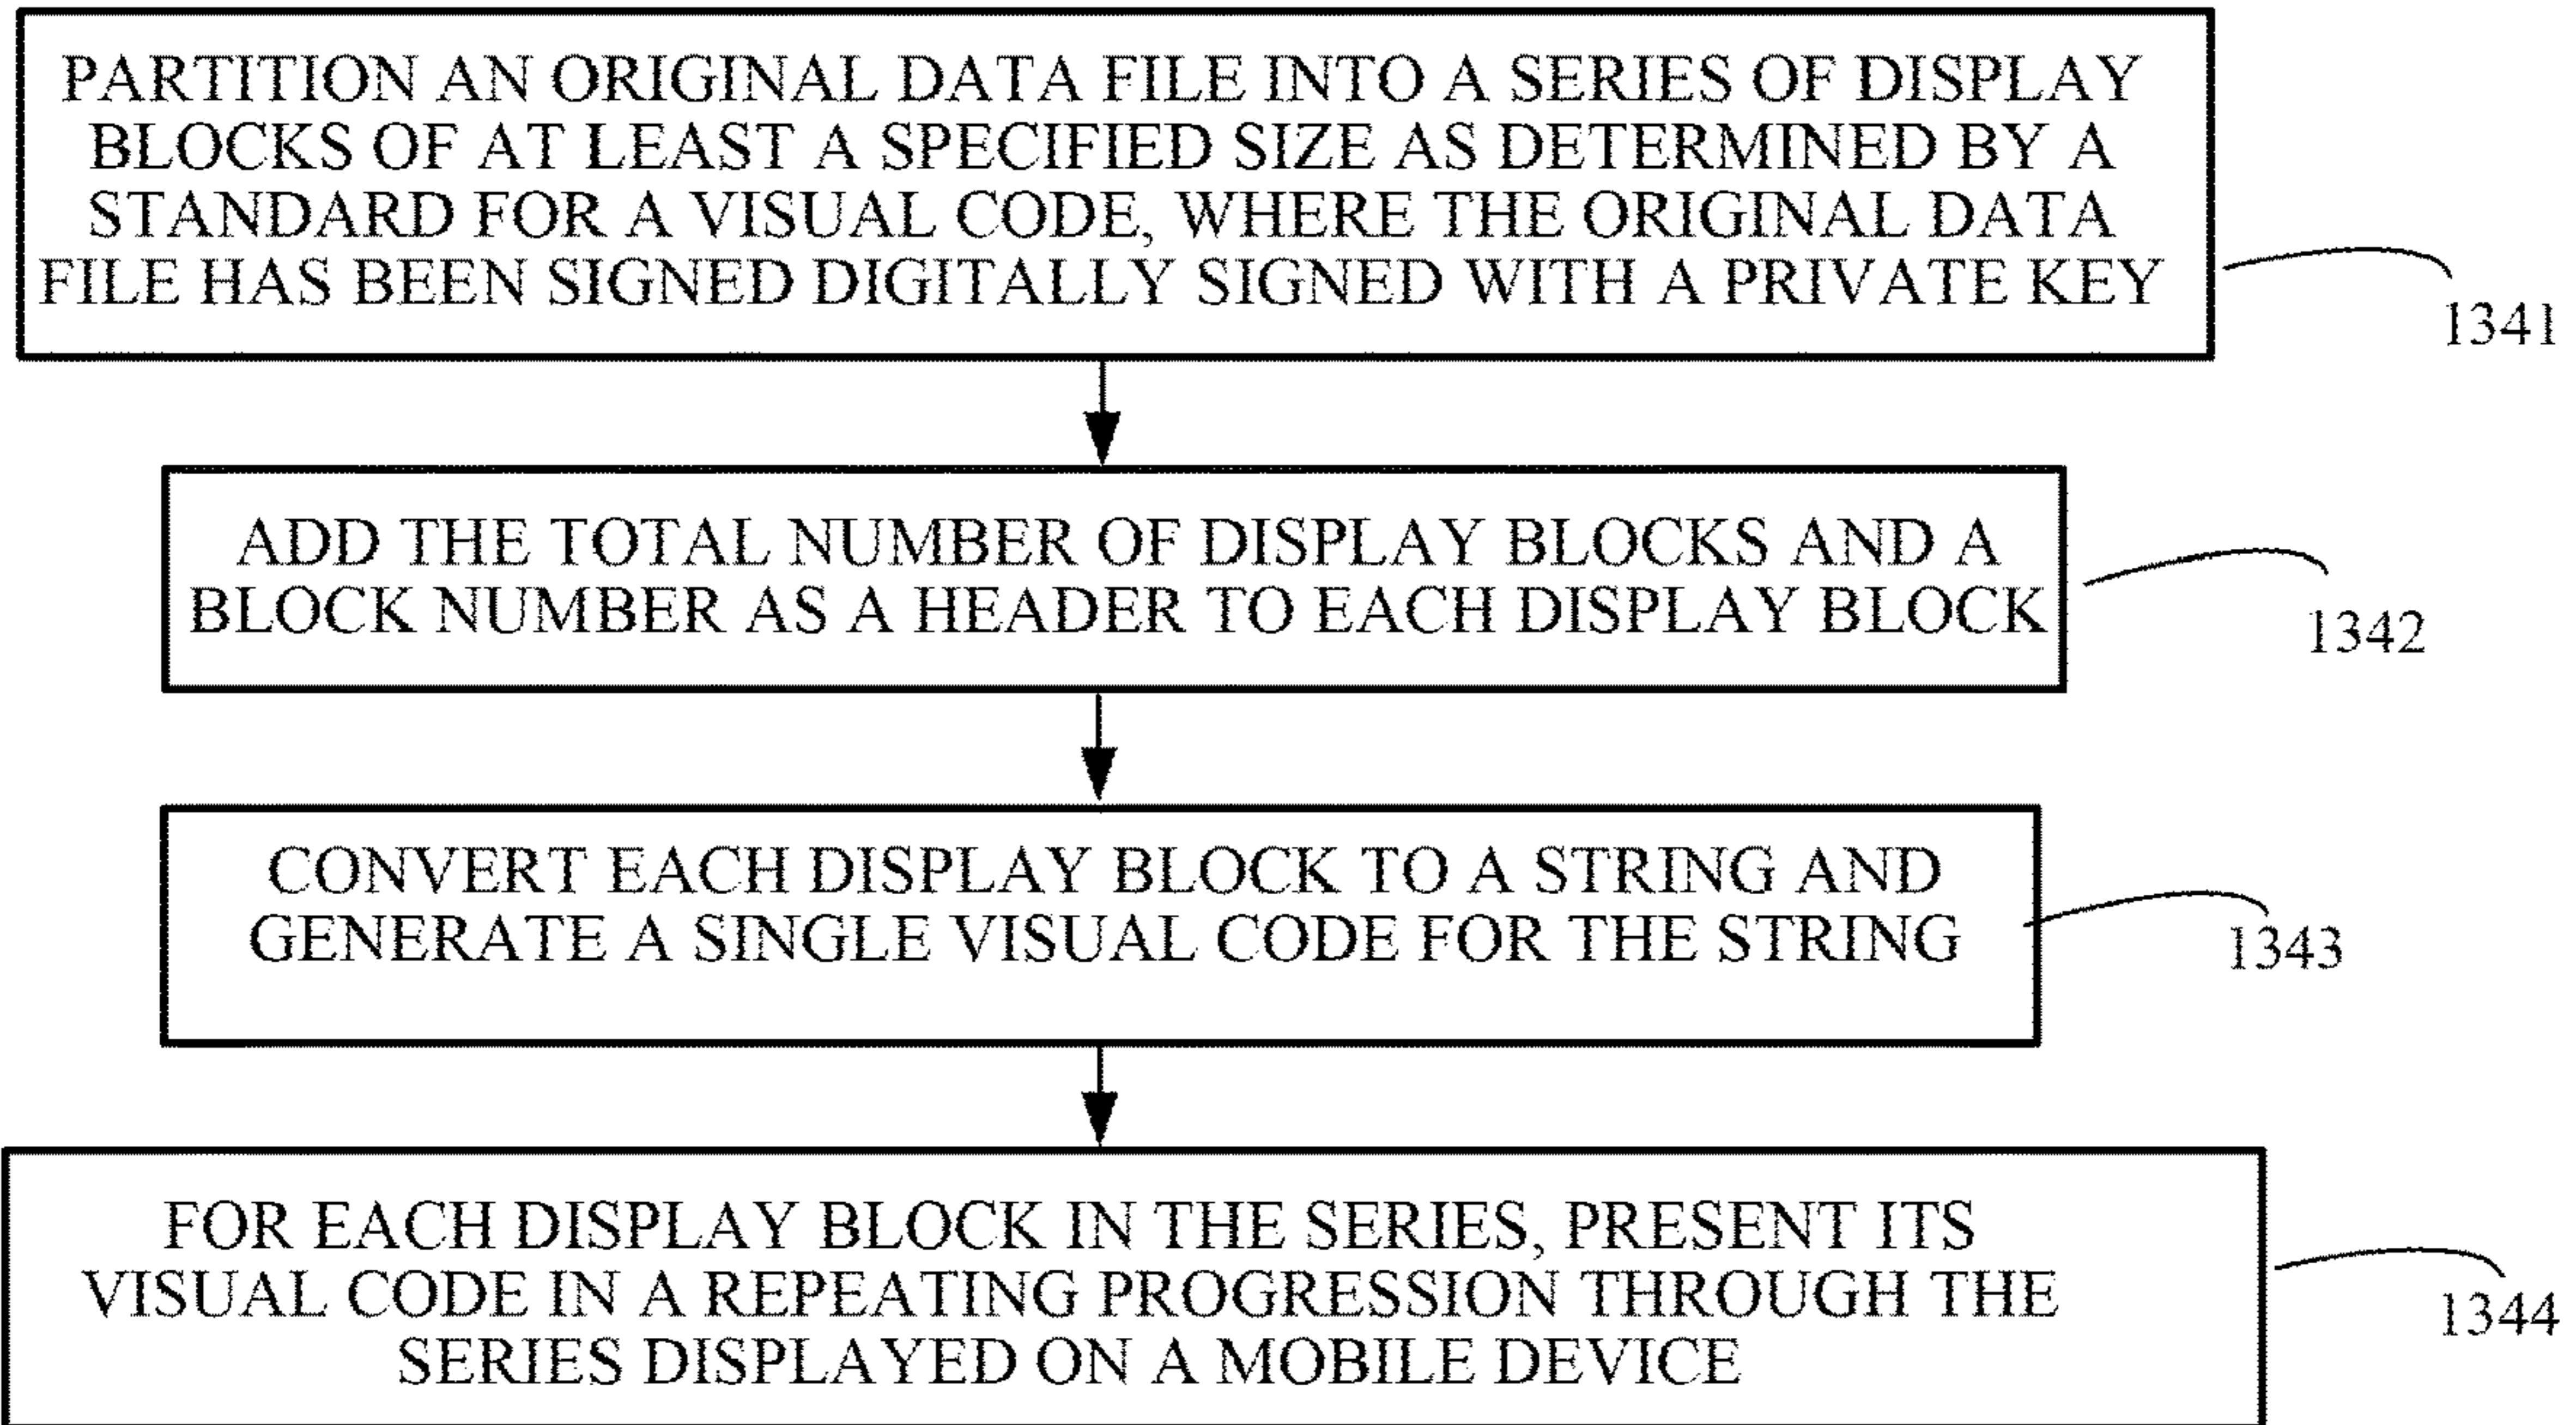 PARTITION AN ORIGINAL DATA FILE INTO A SERIES OF DISPLAY
BLOCKS OF AT LEAST A SPECIFIED SIZE AS DETERMINED BY A
STANDARD FOR A VISUAL CODE, WHERE THE ORIGINAL DATA
FILE HAS BEEN SIGNED DIGITALLY SIGNED WITH A PRIVATE KEY
1341
ADD THE TOTAL NUMBER OF DISPLAY BLOCKS AND A
BLOCK NUMBER AS A HEADER TO EACH DISPLAY BLOCK
1342
CONVERT EACH DISPLAY BLOCK TO A STRING AND
GENERATE A SINGLE VISUAL CODE FOR THE STRING
1343
FOR EACH DISPLAY BLOCK IN THE SERIES, PRESENT ITS
VISUAL CODE IN A REPEATING PROGRESSION THROUGH THE
SERIES DISPLAYED ON A MOBILE DEVICE
1344